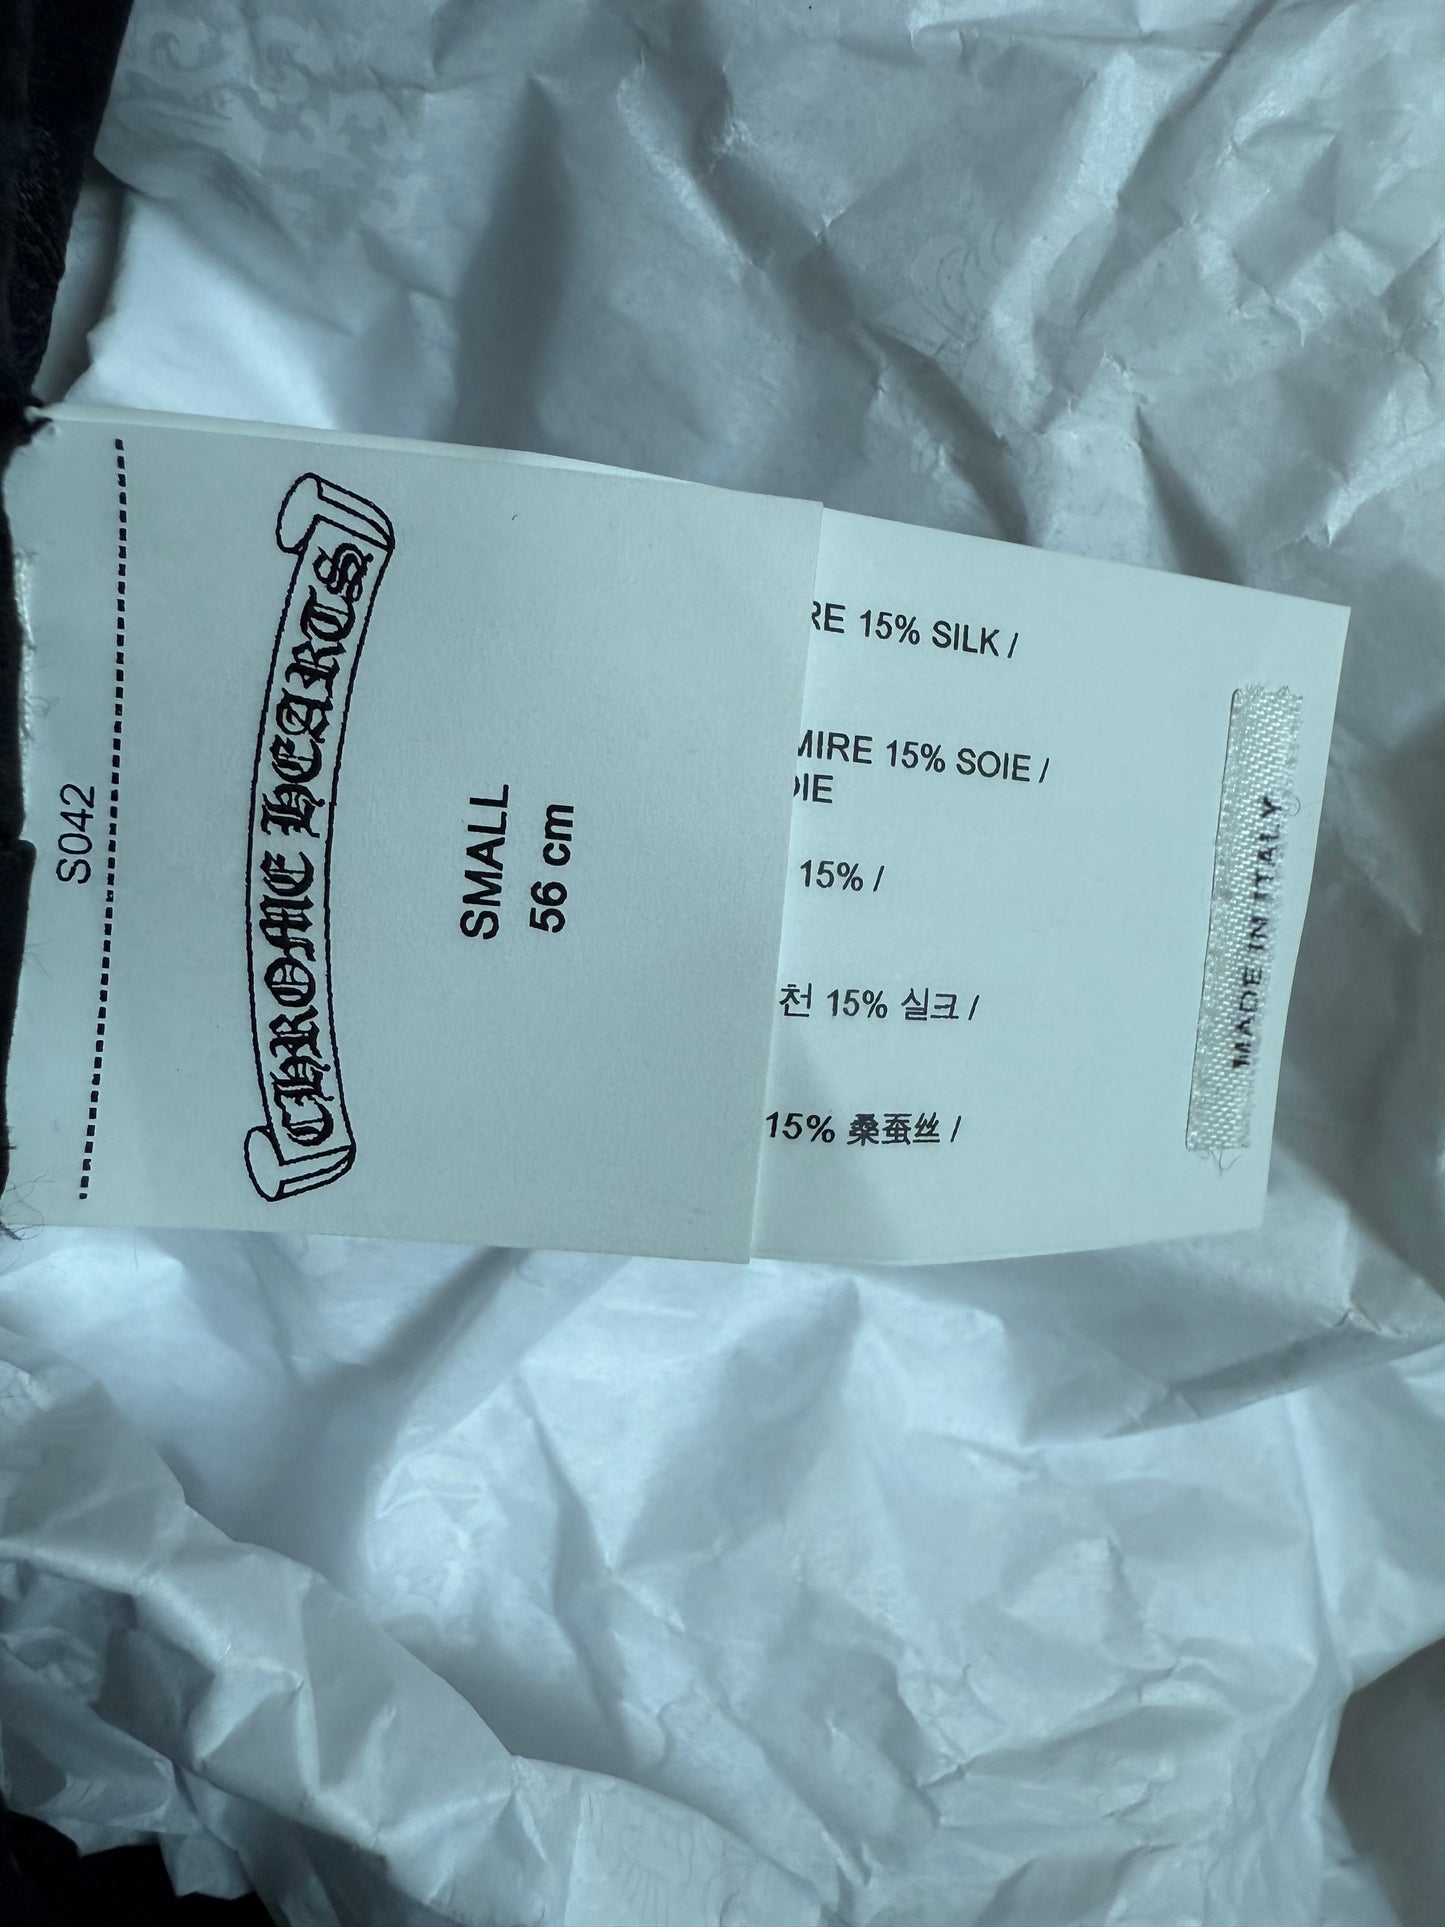 S042
CHROME HEARTS
SMALL
56 cm
RE 15% SILK /
MIRE 15% SOIE /
OIE
15% /
천 15% 실크 /
15% 桑蚕丝 /
MADE IN ITALY